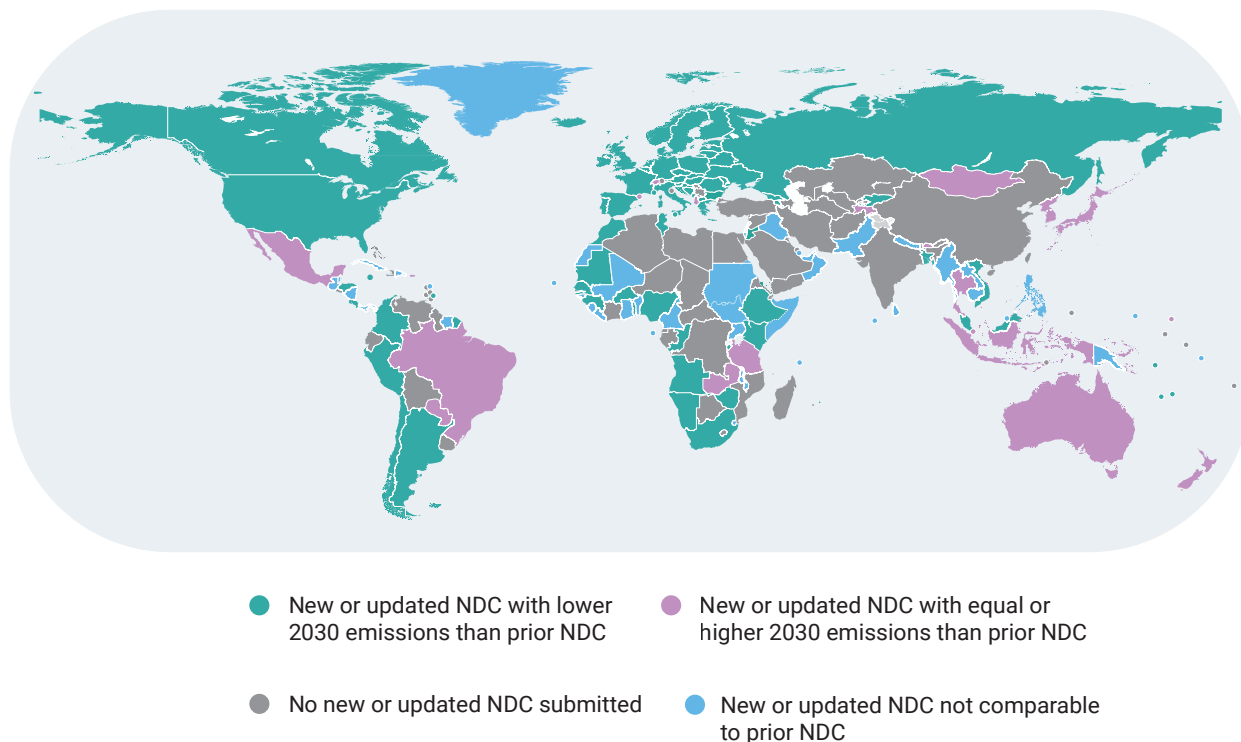 New or updated NDC with lower
2030 emissions than prior NDC
New or updated NDC with equal or
higher 2030 emissions than prior NDC
No new or updated NDC submitted
New or updated NDC not comparable
to prior NDC